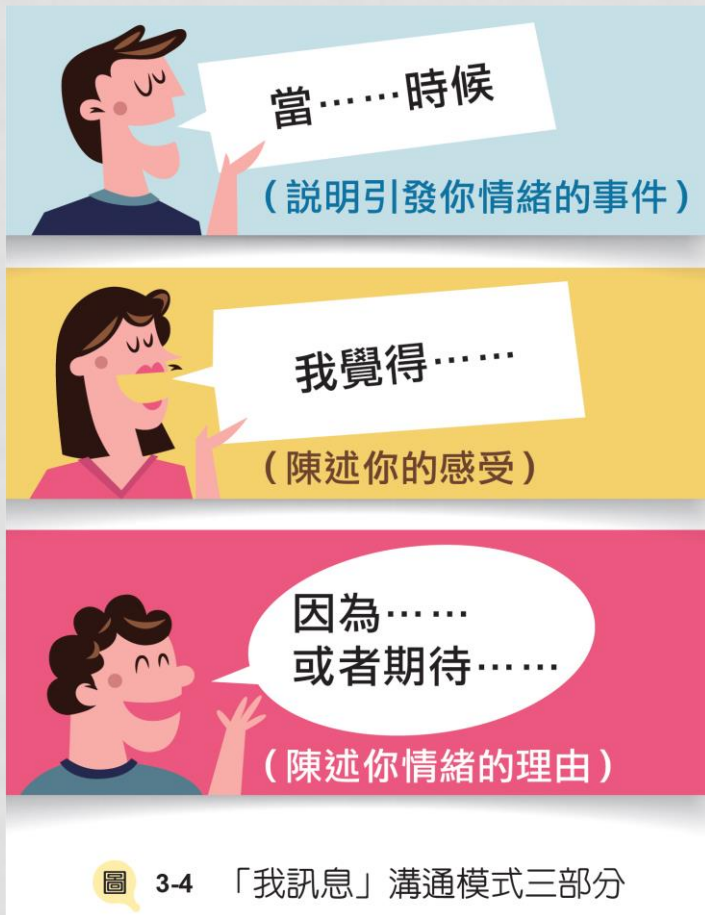 當……時候
（說明引發你情緒的事件）
我覺得……
（陳述你的感受）
因為……
或者期待……
（陳述你情緒的理由）
圖 3-4 「我訊息」溝通模式三部分